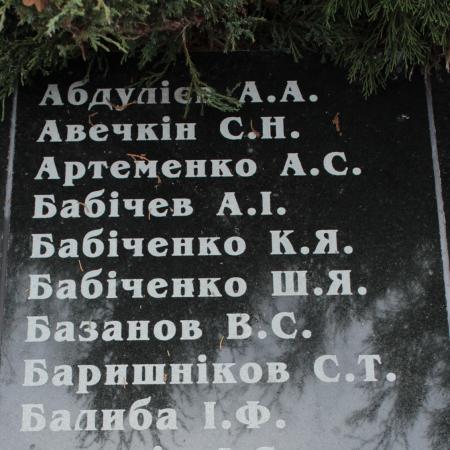 Абдулієв А.А.
Авечкін С.Н.
Артеменко А.С.
Бабічев А.І.
Бабіченко К.Я.
Бабіченко Ш.Я.
Базанов В.С.
Баришніков С.Т.
Балиба І.Ф.